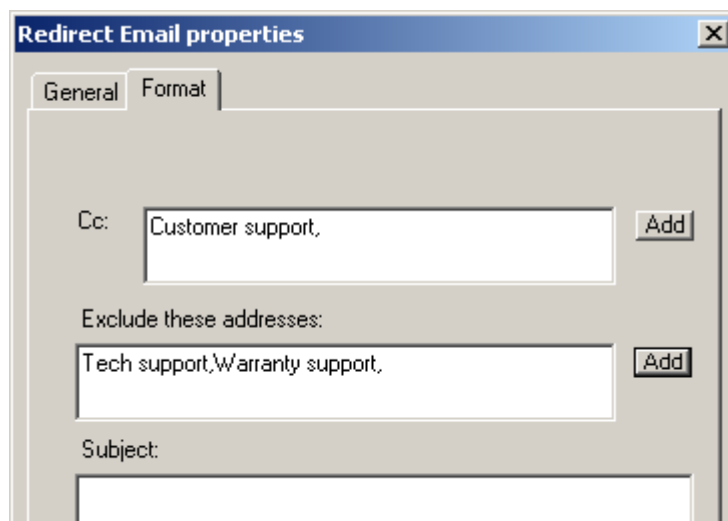 Redirect Email properties
General Format
Cc: Customer support, Add
Exclude these addresses:
Tech support,Warranty support, Add
Subject: